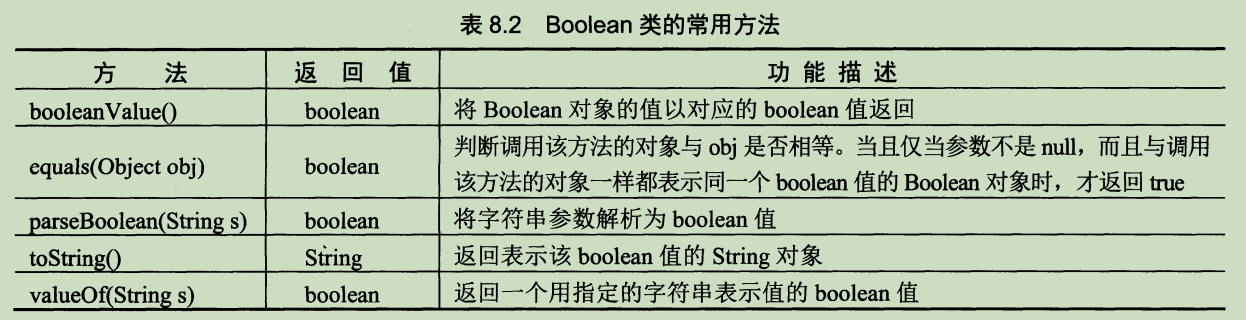 表 8.2 Boolean 类的常用方法
方 法 返 回 值 功 能 描 述
booleanValue() boolean 将 Boolean 对象的值以对应的 boolean 值返回
equals(Object obj) boolean 判断调用该方法的对象与 obj 是否相等。当且仅当参数不是 null，而且与调用
该方法的对象一样都表示同一个 boolean 值的 Boolean 对象时，才返回 true
parseBoolean(String s) boolean 将字符串参数解析为 boolean 值
toString() String 返回表示该 boolean 值的 String 对象
valueOf(String s) boolean 返回一个用指定的字符串表示值的 boolean 值